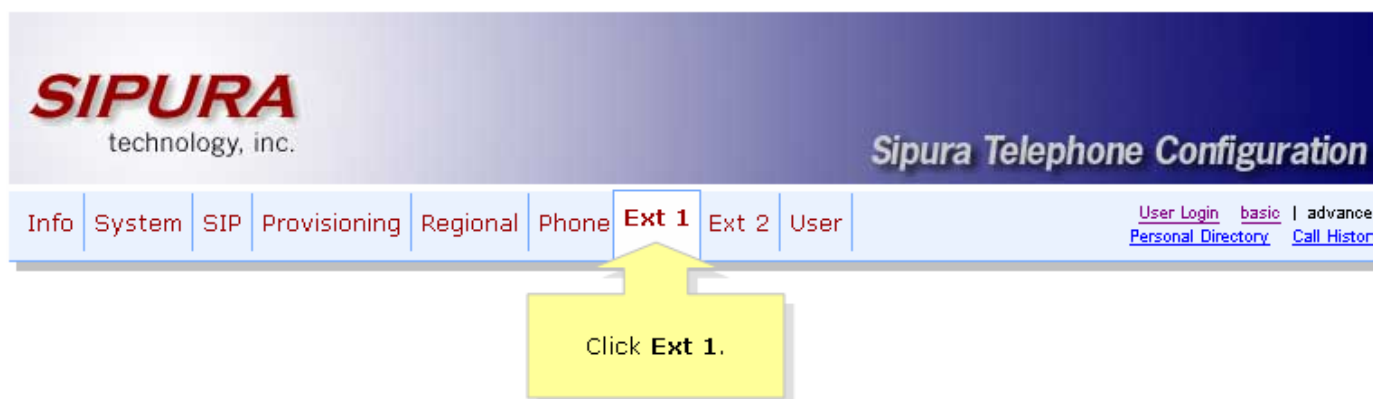 SIPURA
technology, inc.
Sipura Telephone Configuration
Info System SIP Provisioning Regional Phone Ext 1 Ext 2 User
User Login basic | advance
Personal Directory Call Histor
Click Ext 1.